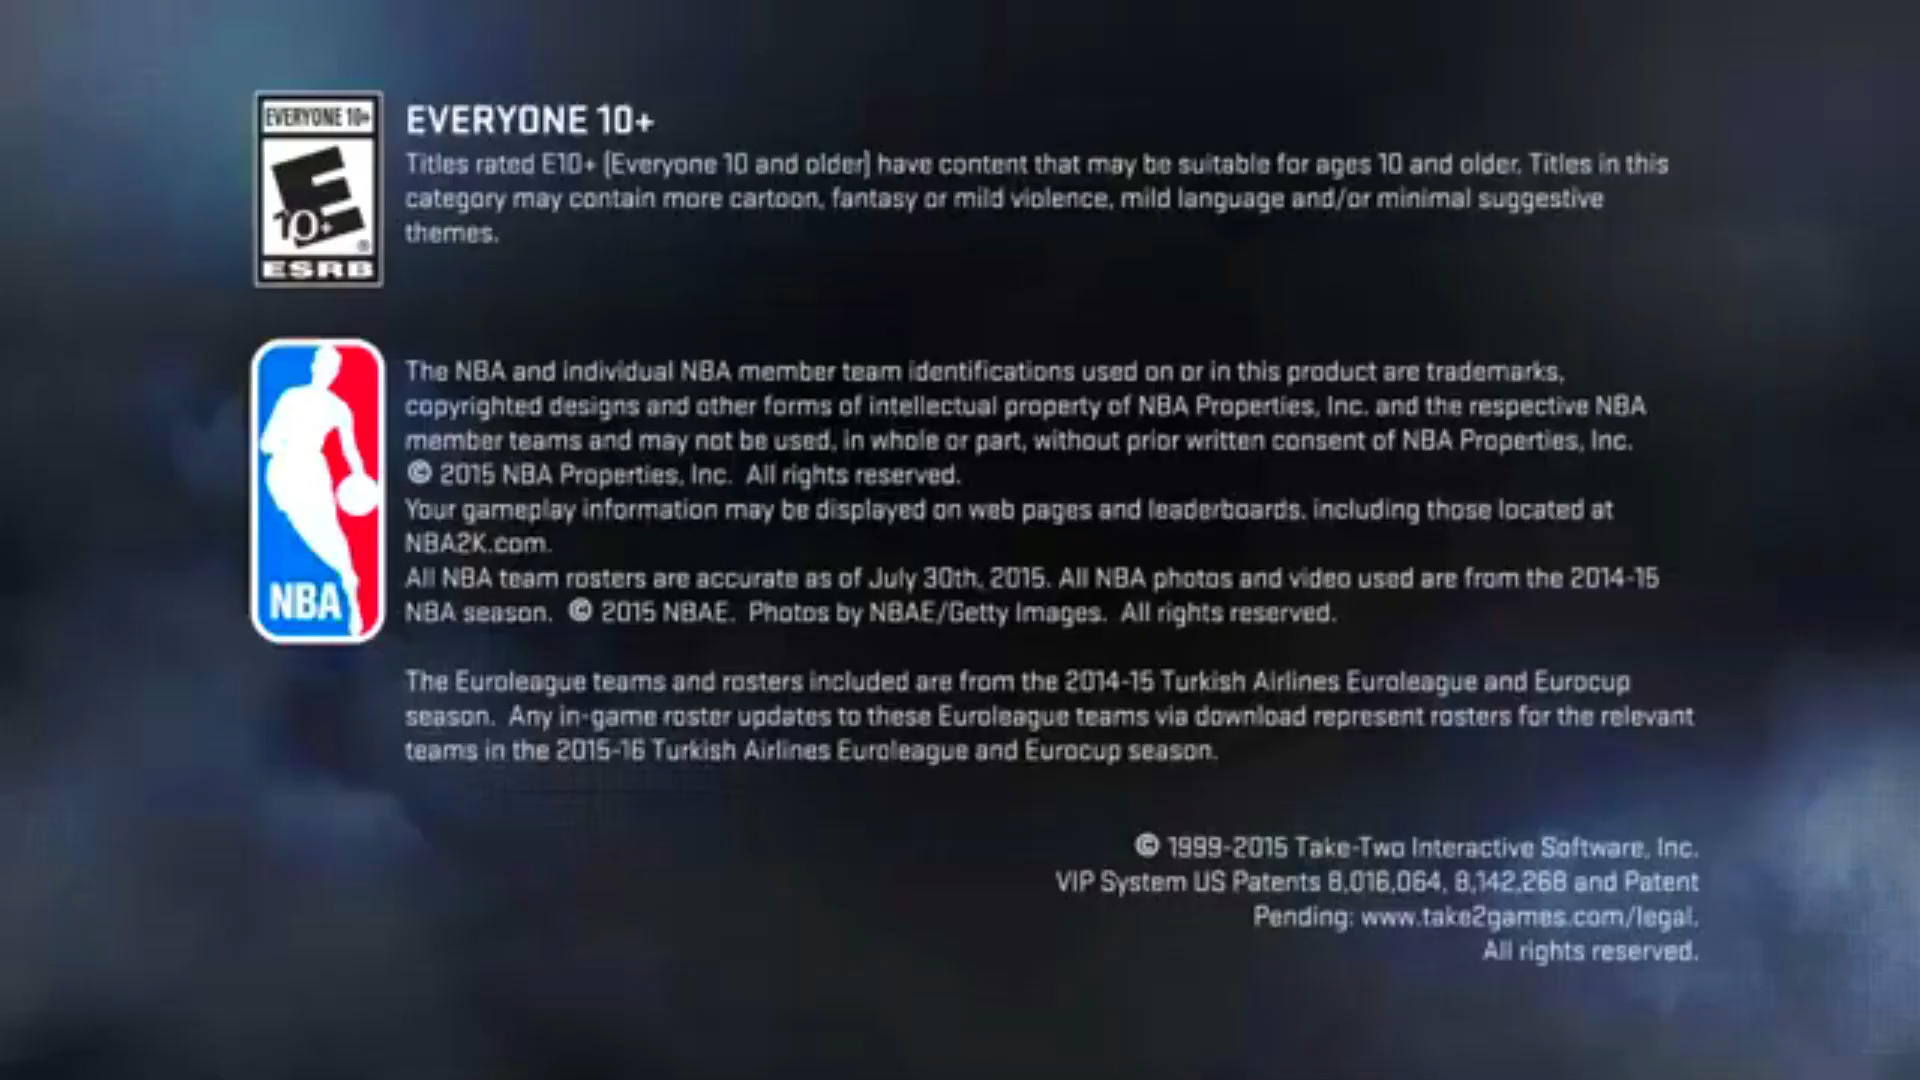 EVERYONE 10+
10+
ESRB
EVERYONE 10+
Titles rated E10+ (Everyone 10 and older) have content that may be suitable for ages 10 and older. Titles in this
category may contain more cartoon, fantasy or mild violence, mild language and/or minimal suggestive
themes.
NBA
The NBA and individual NBA member team identifications used on or in this product are trademarks,
copyrighted designs and other forms of intellectual property of NBA Properties, Inc. and the respective NBA
member teams and may not be used, in whole or part, without prior written consent of NBA Properties, Inc.
© 2015 NBA Properties, Inc. All rights reserved.
Your gameplay information may be displayed on web pages and leaderboards, including those located at
NBA2K.com.
All NBA team rosters are accurate as of July 30th, 2015. All NBA photos and video used are from the 2014-15
NBA season. © 2015 NBAE. Photos by NBAE/Getty Images. All rights reserved.
The Euroleague teams and rosters included are from the 2014-15 Turkish Airlines Euroleague and Eurocup
season. Any in-game roster updates to these Euroleague teams via download represent rosters for the relevant
teams in the 2015-16 Turkish Airlines Euroleague and Eurocup season.
© 1999-2015 Take-Two Interactive Software, Inc.
VIP System US Patents 8,016,064, 8,142,268 and Patent
Pending: www.take2games.com/legal.
All rights reserved.